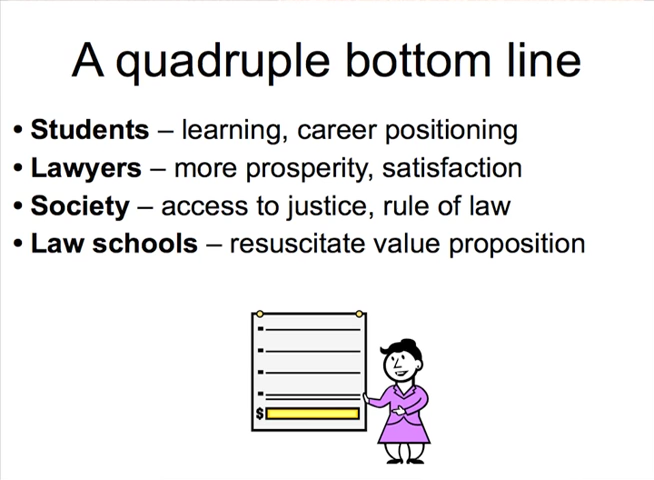 A quadruple bottom line
• Students – learning, career positioning
• Lawyers – more prosperity, satisfaction
• Society – access to justice, rule of law
• Law schools – resuscitate value proposition
$